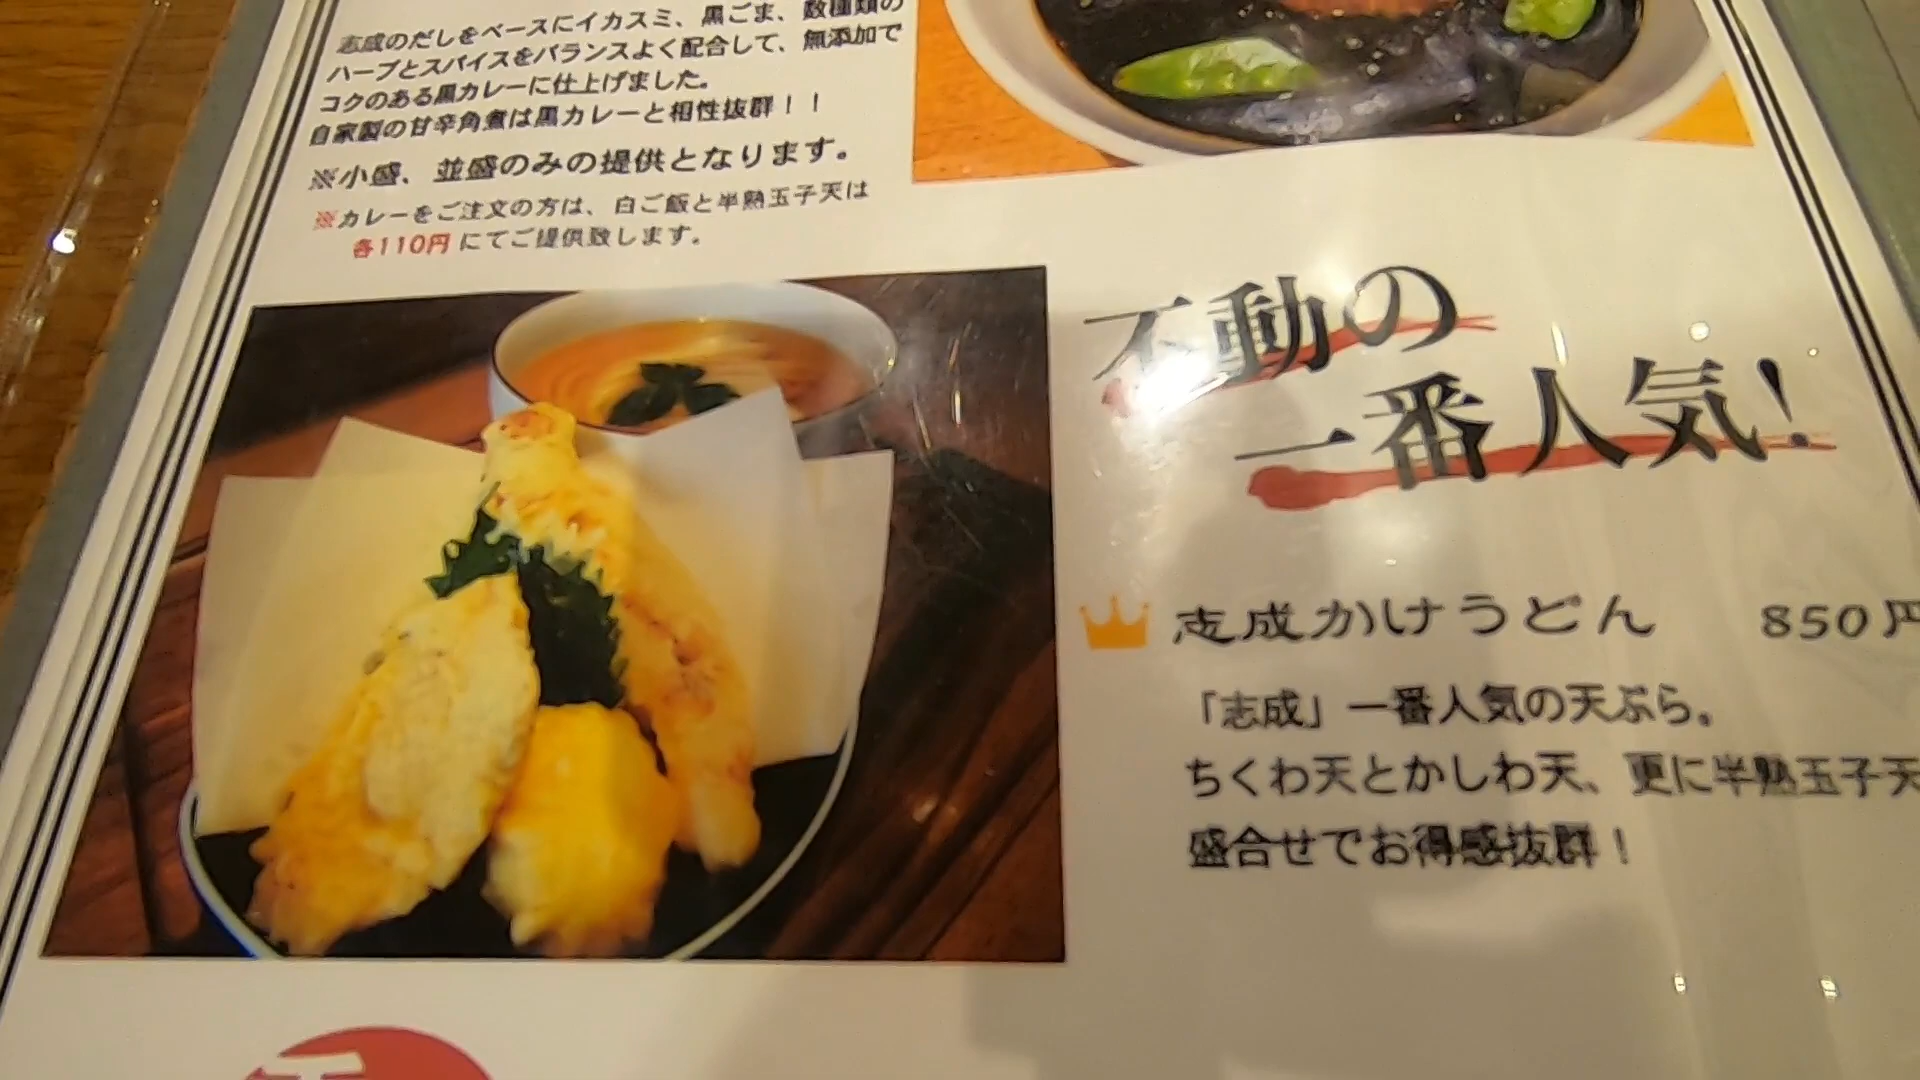 志成のだしをベースにイカスミ、黒ごま、数種類の
ハーブとスパイスをバランスよく配合して、無添加で
コクのある黒カレーに仕上げました。
自家製の甘辛角煮は黒カレーと相性抜群！！
※小盛、並盛のみの提供となります。
※カレーをご注文の方は、白ご飯と半熟玉子天は
各110円 にてご提供致します。
不動の
一番人気！
志成かけうどん 850円
「志成」一番人気の天ぷら。
ちくわ天とかしわ天、更に半熟玉子天
盛合せでお得感抜群！